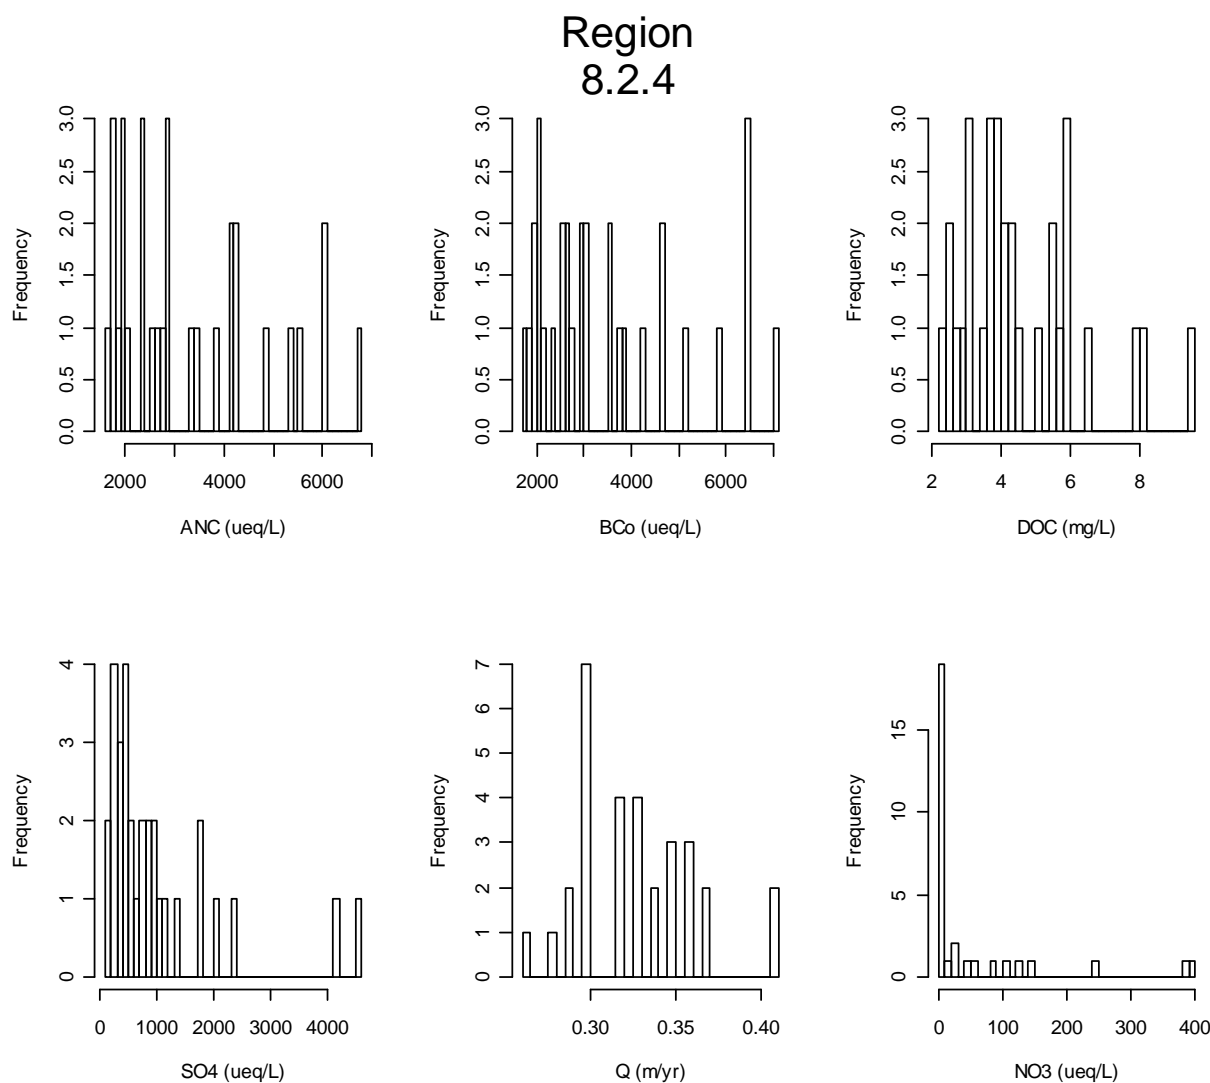 Region
8.2.4
Frequency
0.0 0.5 1.0 1.5 2.0 2.5 3.0
2000 4000 6000
ANC (ueq/L)
Frequency
0.0 0.5 1.0 1.5 2.0 2.5 3.0
2000 4000 6000
BCo (ueq/L)
Frequency
0.0 0.5 1.0 1.5 2.0 2.5 3.0
2 4 6 8
DOC (mg/L)
Frequency
0 1 2 3 4
0 1000 2000 3000 4000
SO4 (ueq/L)
Frequency
0 1 2 3 4 5 6 7
0.30 0.35 0.40
Q (m/yr)
Frequency
0 5 10 15
0 100 200 300 400
NO3 (ueq/L)